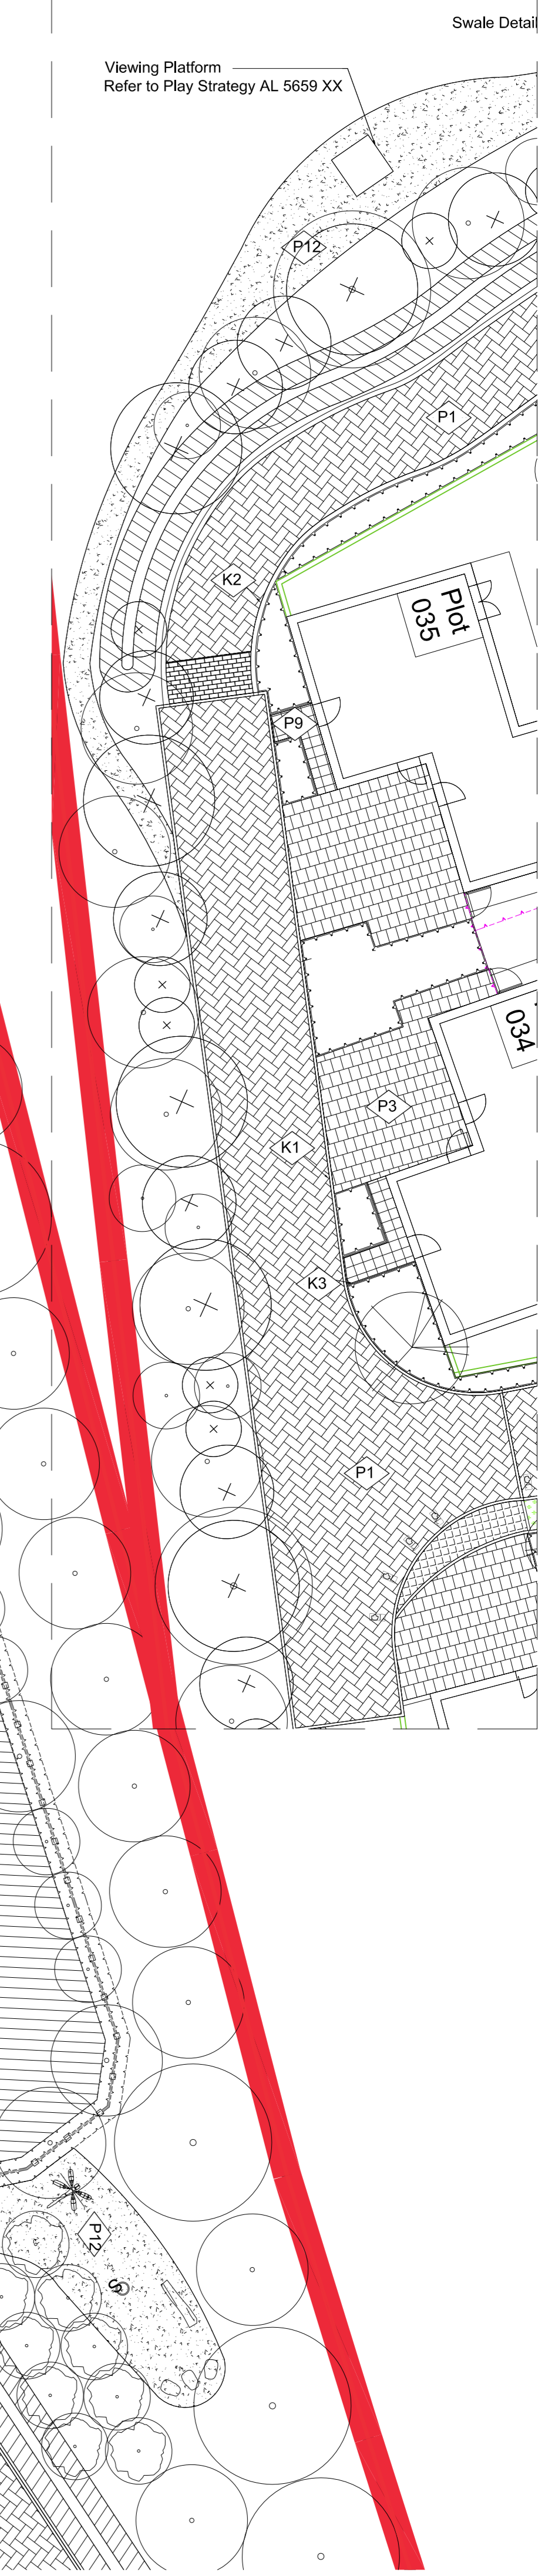 Swale Detail
Viewing Platform
Refer to Play Strategy AL 5659 XX
P12
P1
K2
Plot
035
P9
034
P3
K1
K3
P1
P12
S